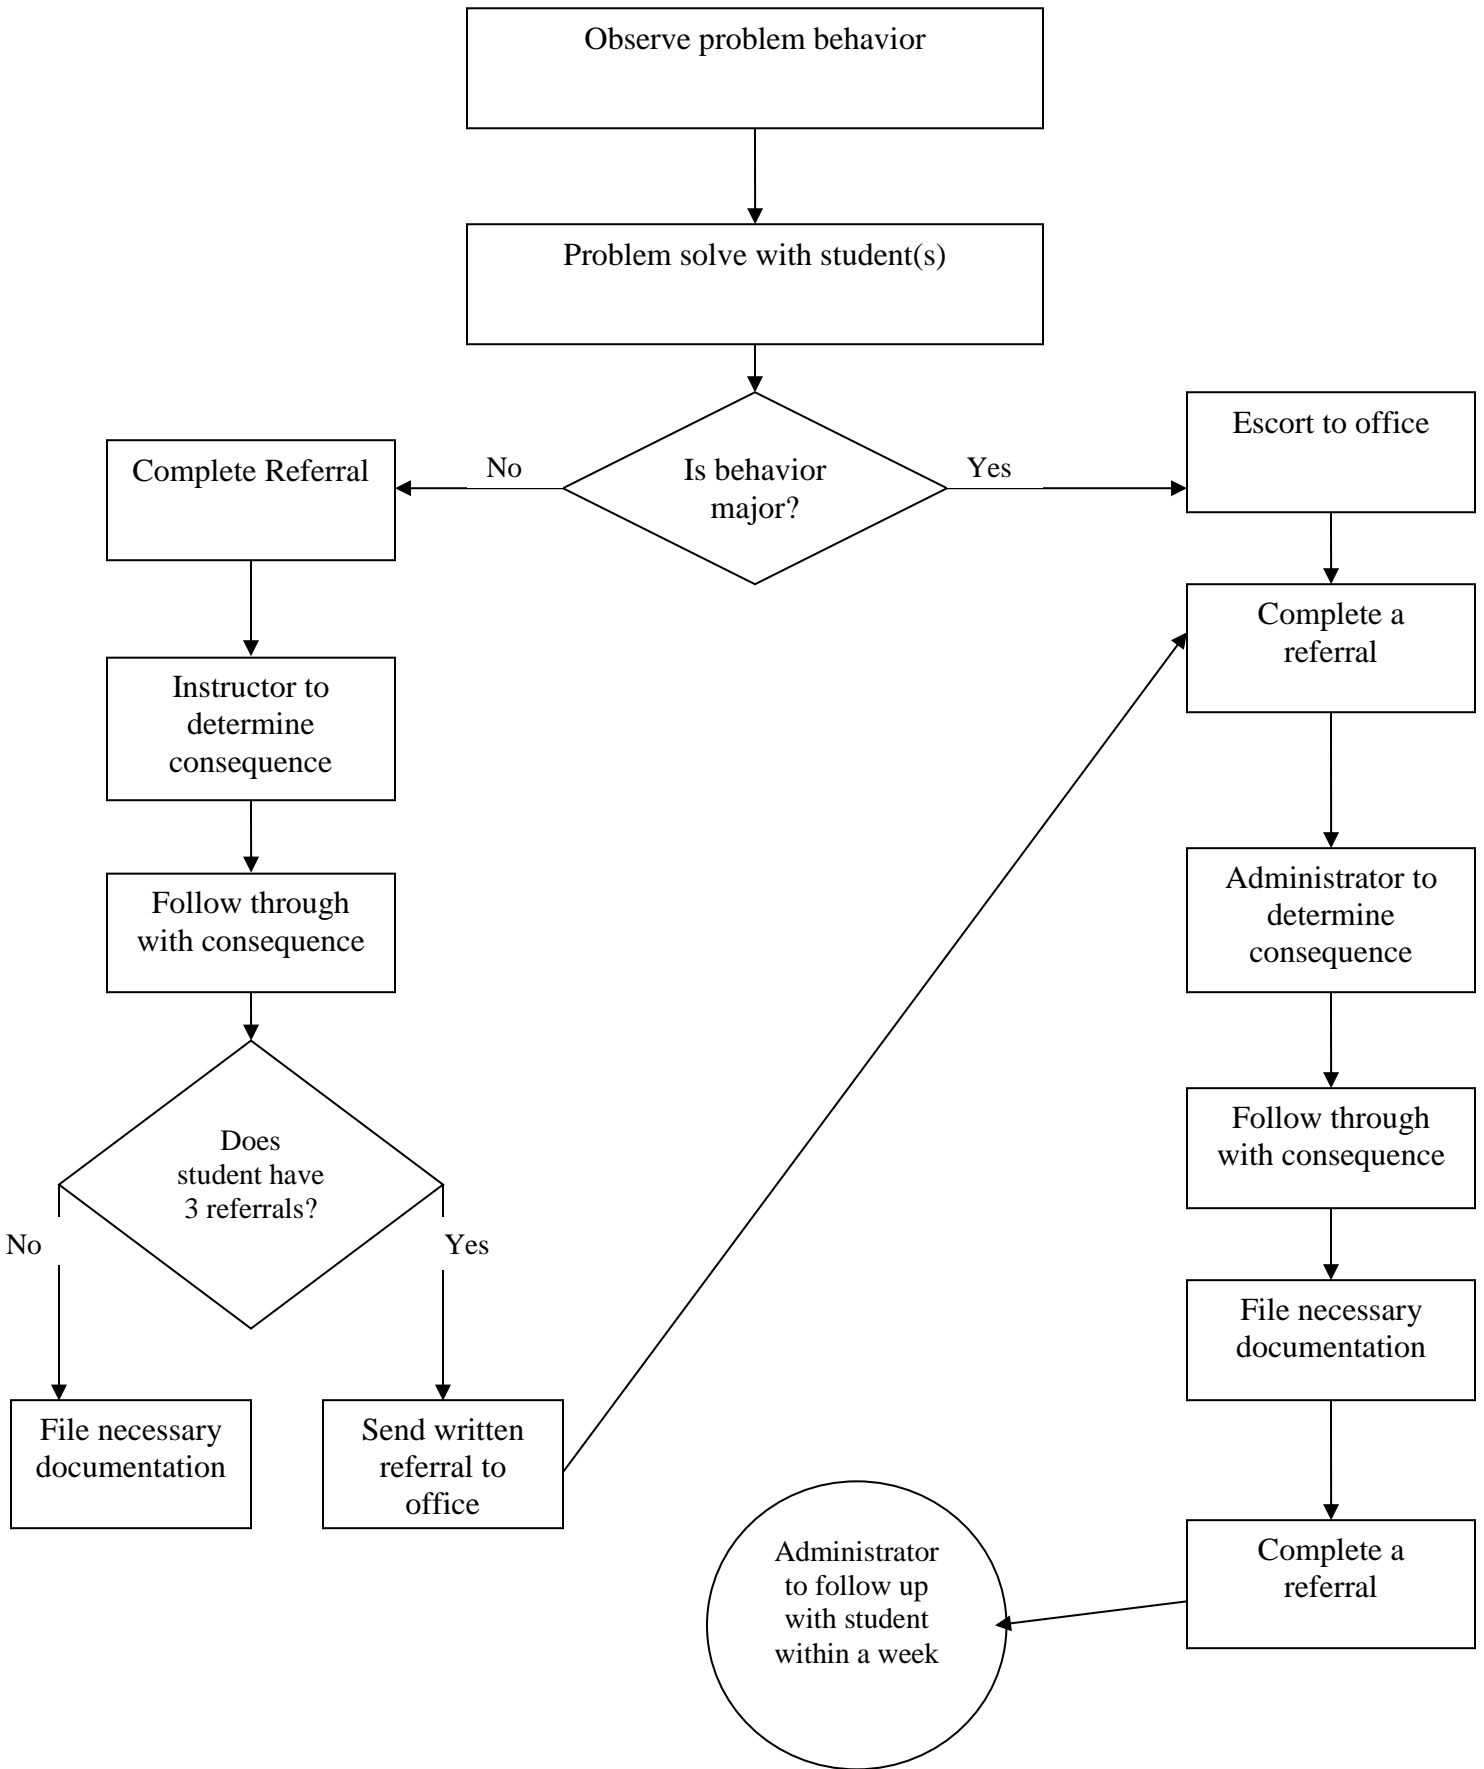 Observe problem behavior
Problem solve with student(s)
Is behavior
major?
No
Yes
Complete Referral
Instructor to
determine
consequence
Follow through
with consequence
Does
student have
3 referrals?
No
Yes
File necessary
documentation
Send written
referral to
office
Escort to office
Complete a
referral
Administrator to
determine
consequence
Follow through
with consequence
File necessary
documentation
Complete a
referral
Administrator
to follow up
with student
within a week